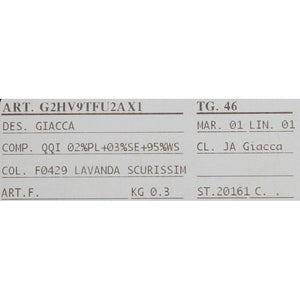 ART. G2HV9TFU2AX1 TG. 46
DES. GIACCA MAR. 01 LIN. 01
COMP. QQI 02%PL+03%SE+95%WS CL. JA Giacca
COL. F0429 LAVANDA SCURISSIM
ART.F. KG 0.3 ST.20161 C. .